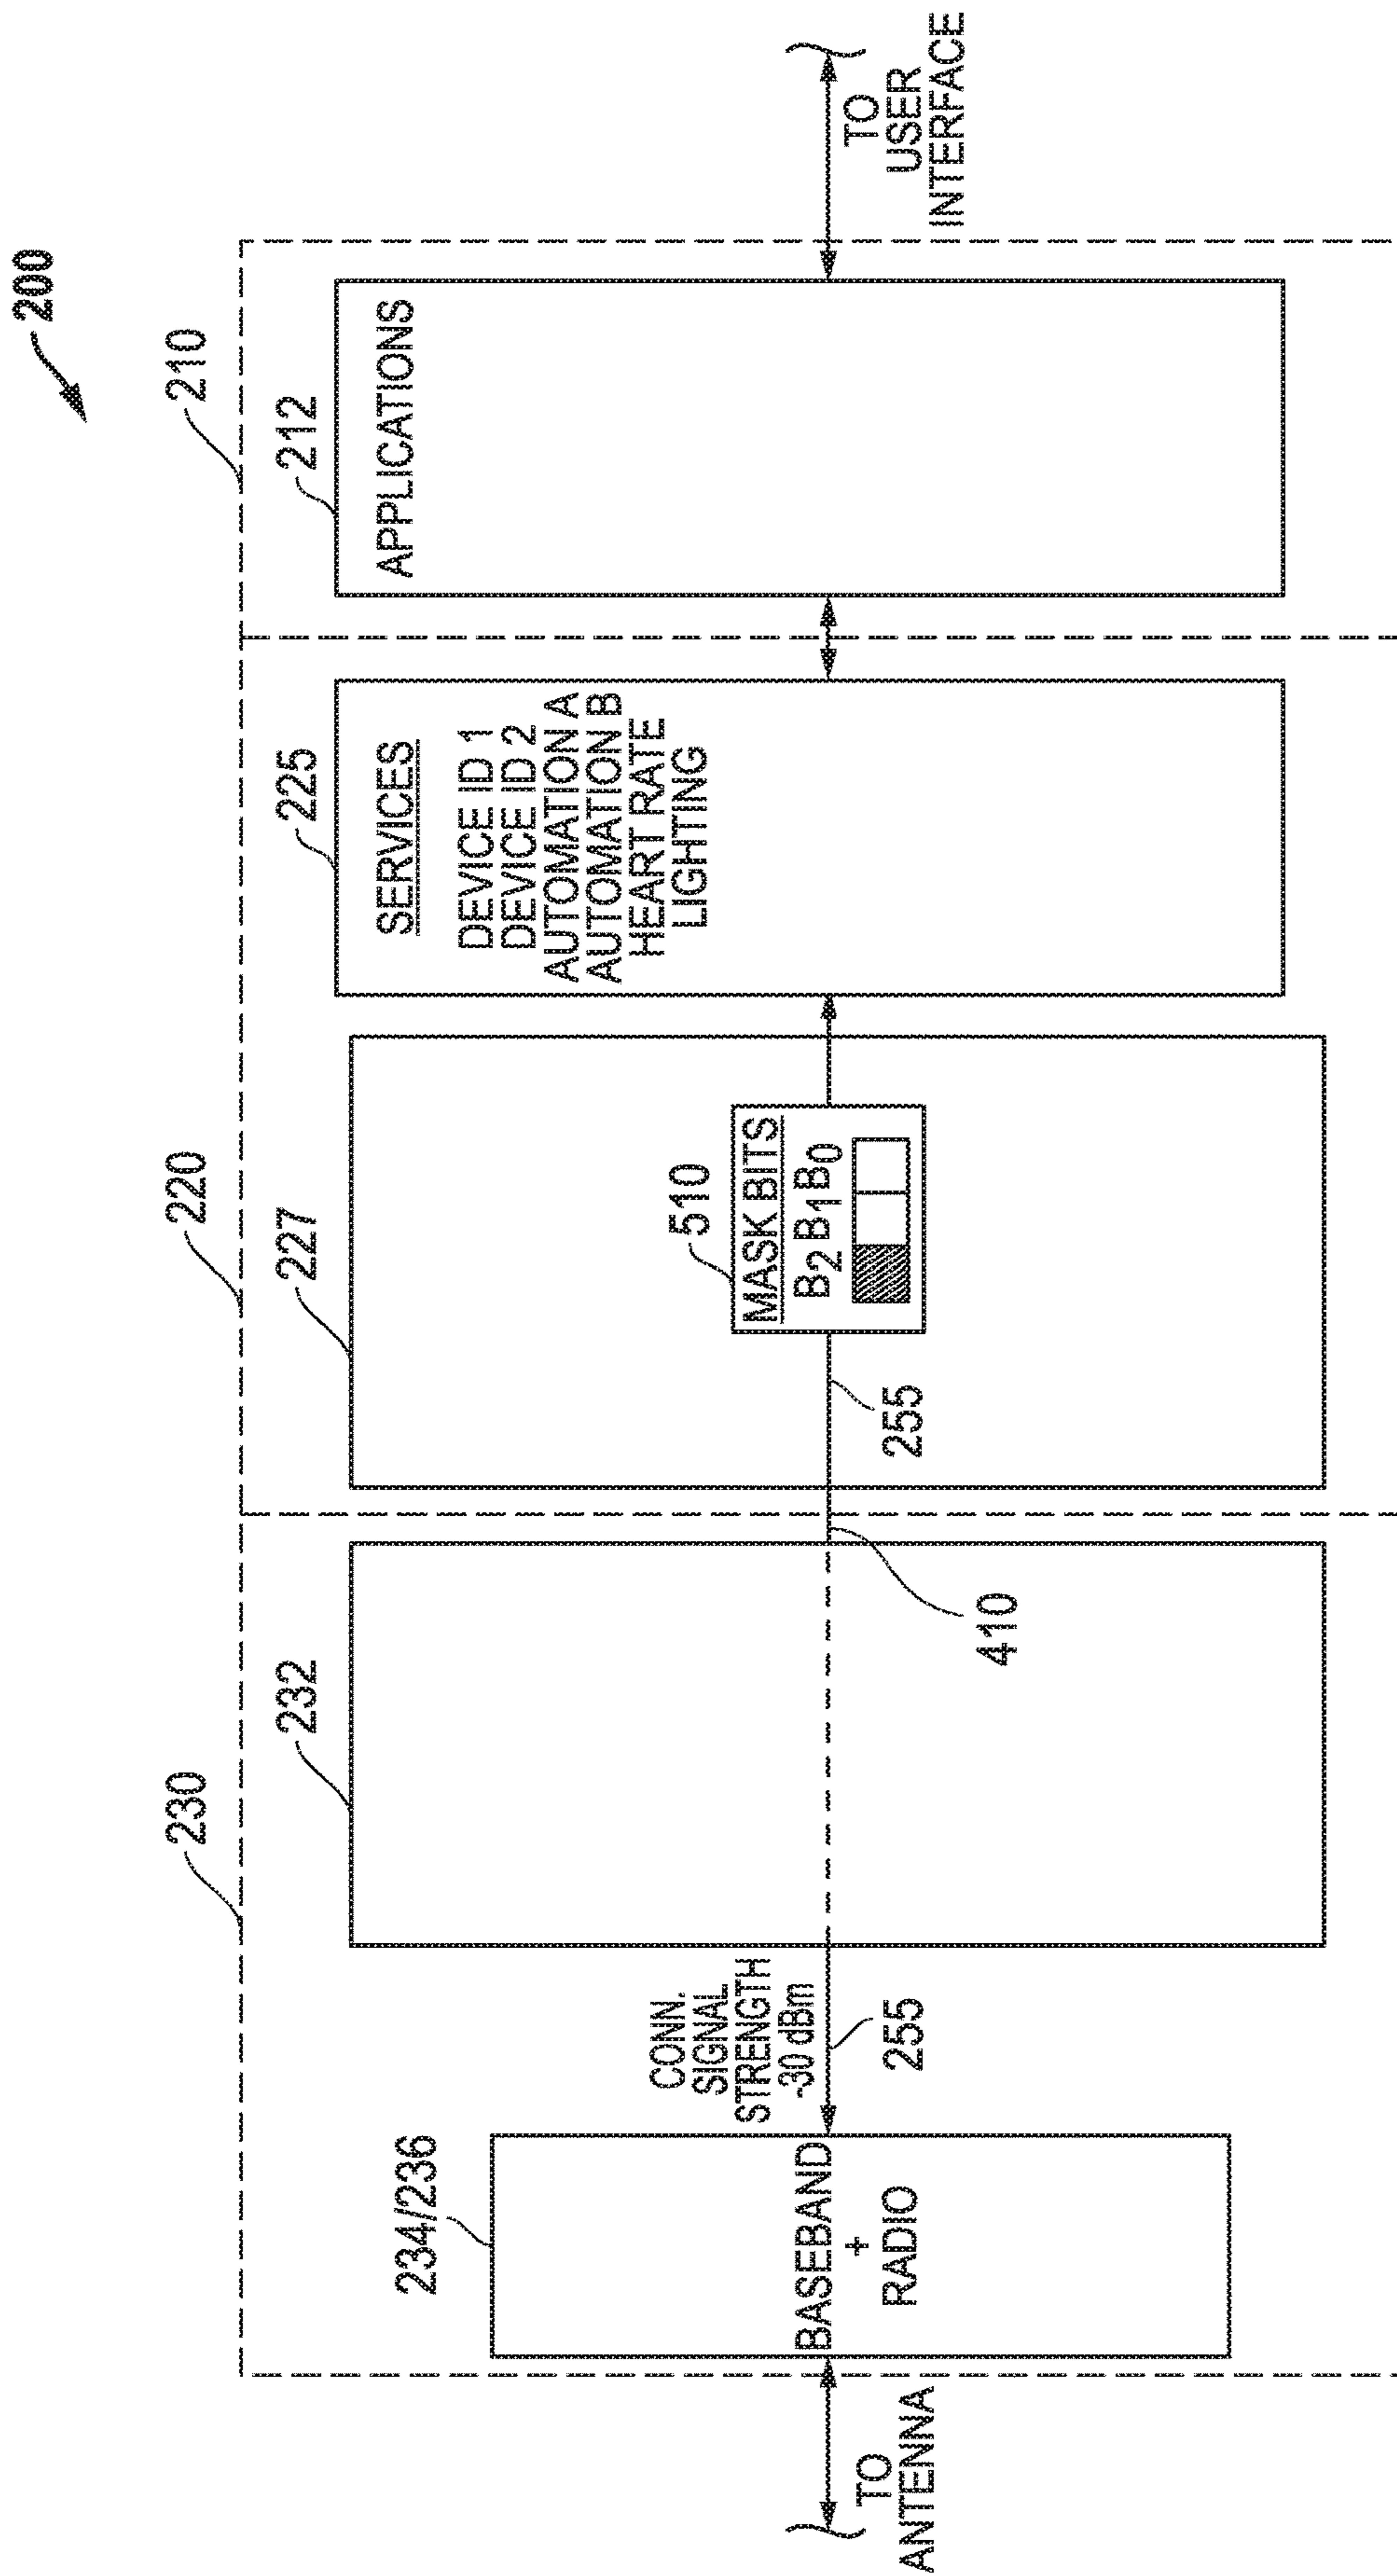 200
210
220
230
212
225
227
232
234/236
APPLICATIONS
SERVICES
DEVICE ID 1
DEVICE ID 2
AUTOMATION A
AUTOMATION B
HEART RATE
LIGHTING
510
MASK BITS
B2 B1 B0
255
410
CONN.
SIGNAL
STRENGTH
-30 dBm
255
BASEBAND
+
RADIO
TO
ANTENNA
TO
USER
INTERFACE